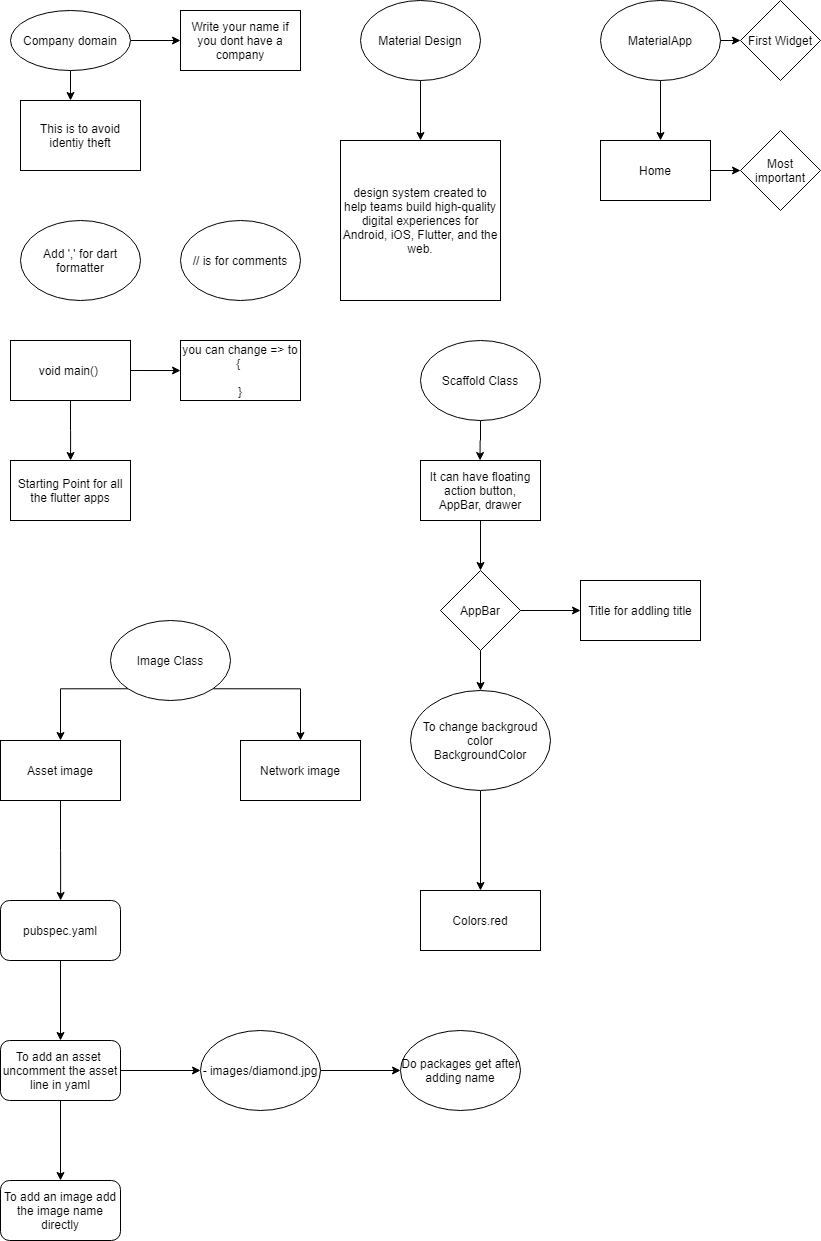 Company domain
Write your name if
you dont have a
company
Material Design
MaterialApp
First Widget
This is to avoid
identiy theft
design system created to
help teams build high-quality
digital experiences for
Android, iOS, Flutter, and the
web.
Home
Most
important
Add ',' for dart
formatter
// is for comments
void main()
you can change => to
{
}
Scaffold Class
Starting Point for all
the flutter apps
It can have floating
action button,
AppBar, drawer
AppBar
Title for addling title
Image Class
To change backgroud
color
BackgroundColor
Asset image
Network image
Colors.red
pubspec.yaml
To add an asset
uncomment the asset
line in yaml
- images/diamond.jpg
Do packages get after
adding name
To add an image add
the image name
directly